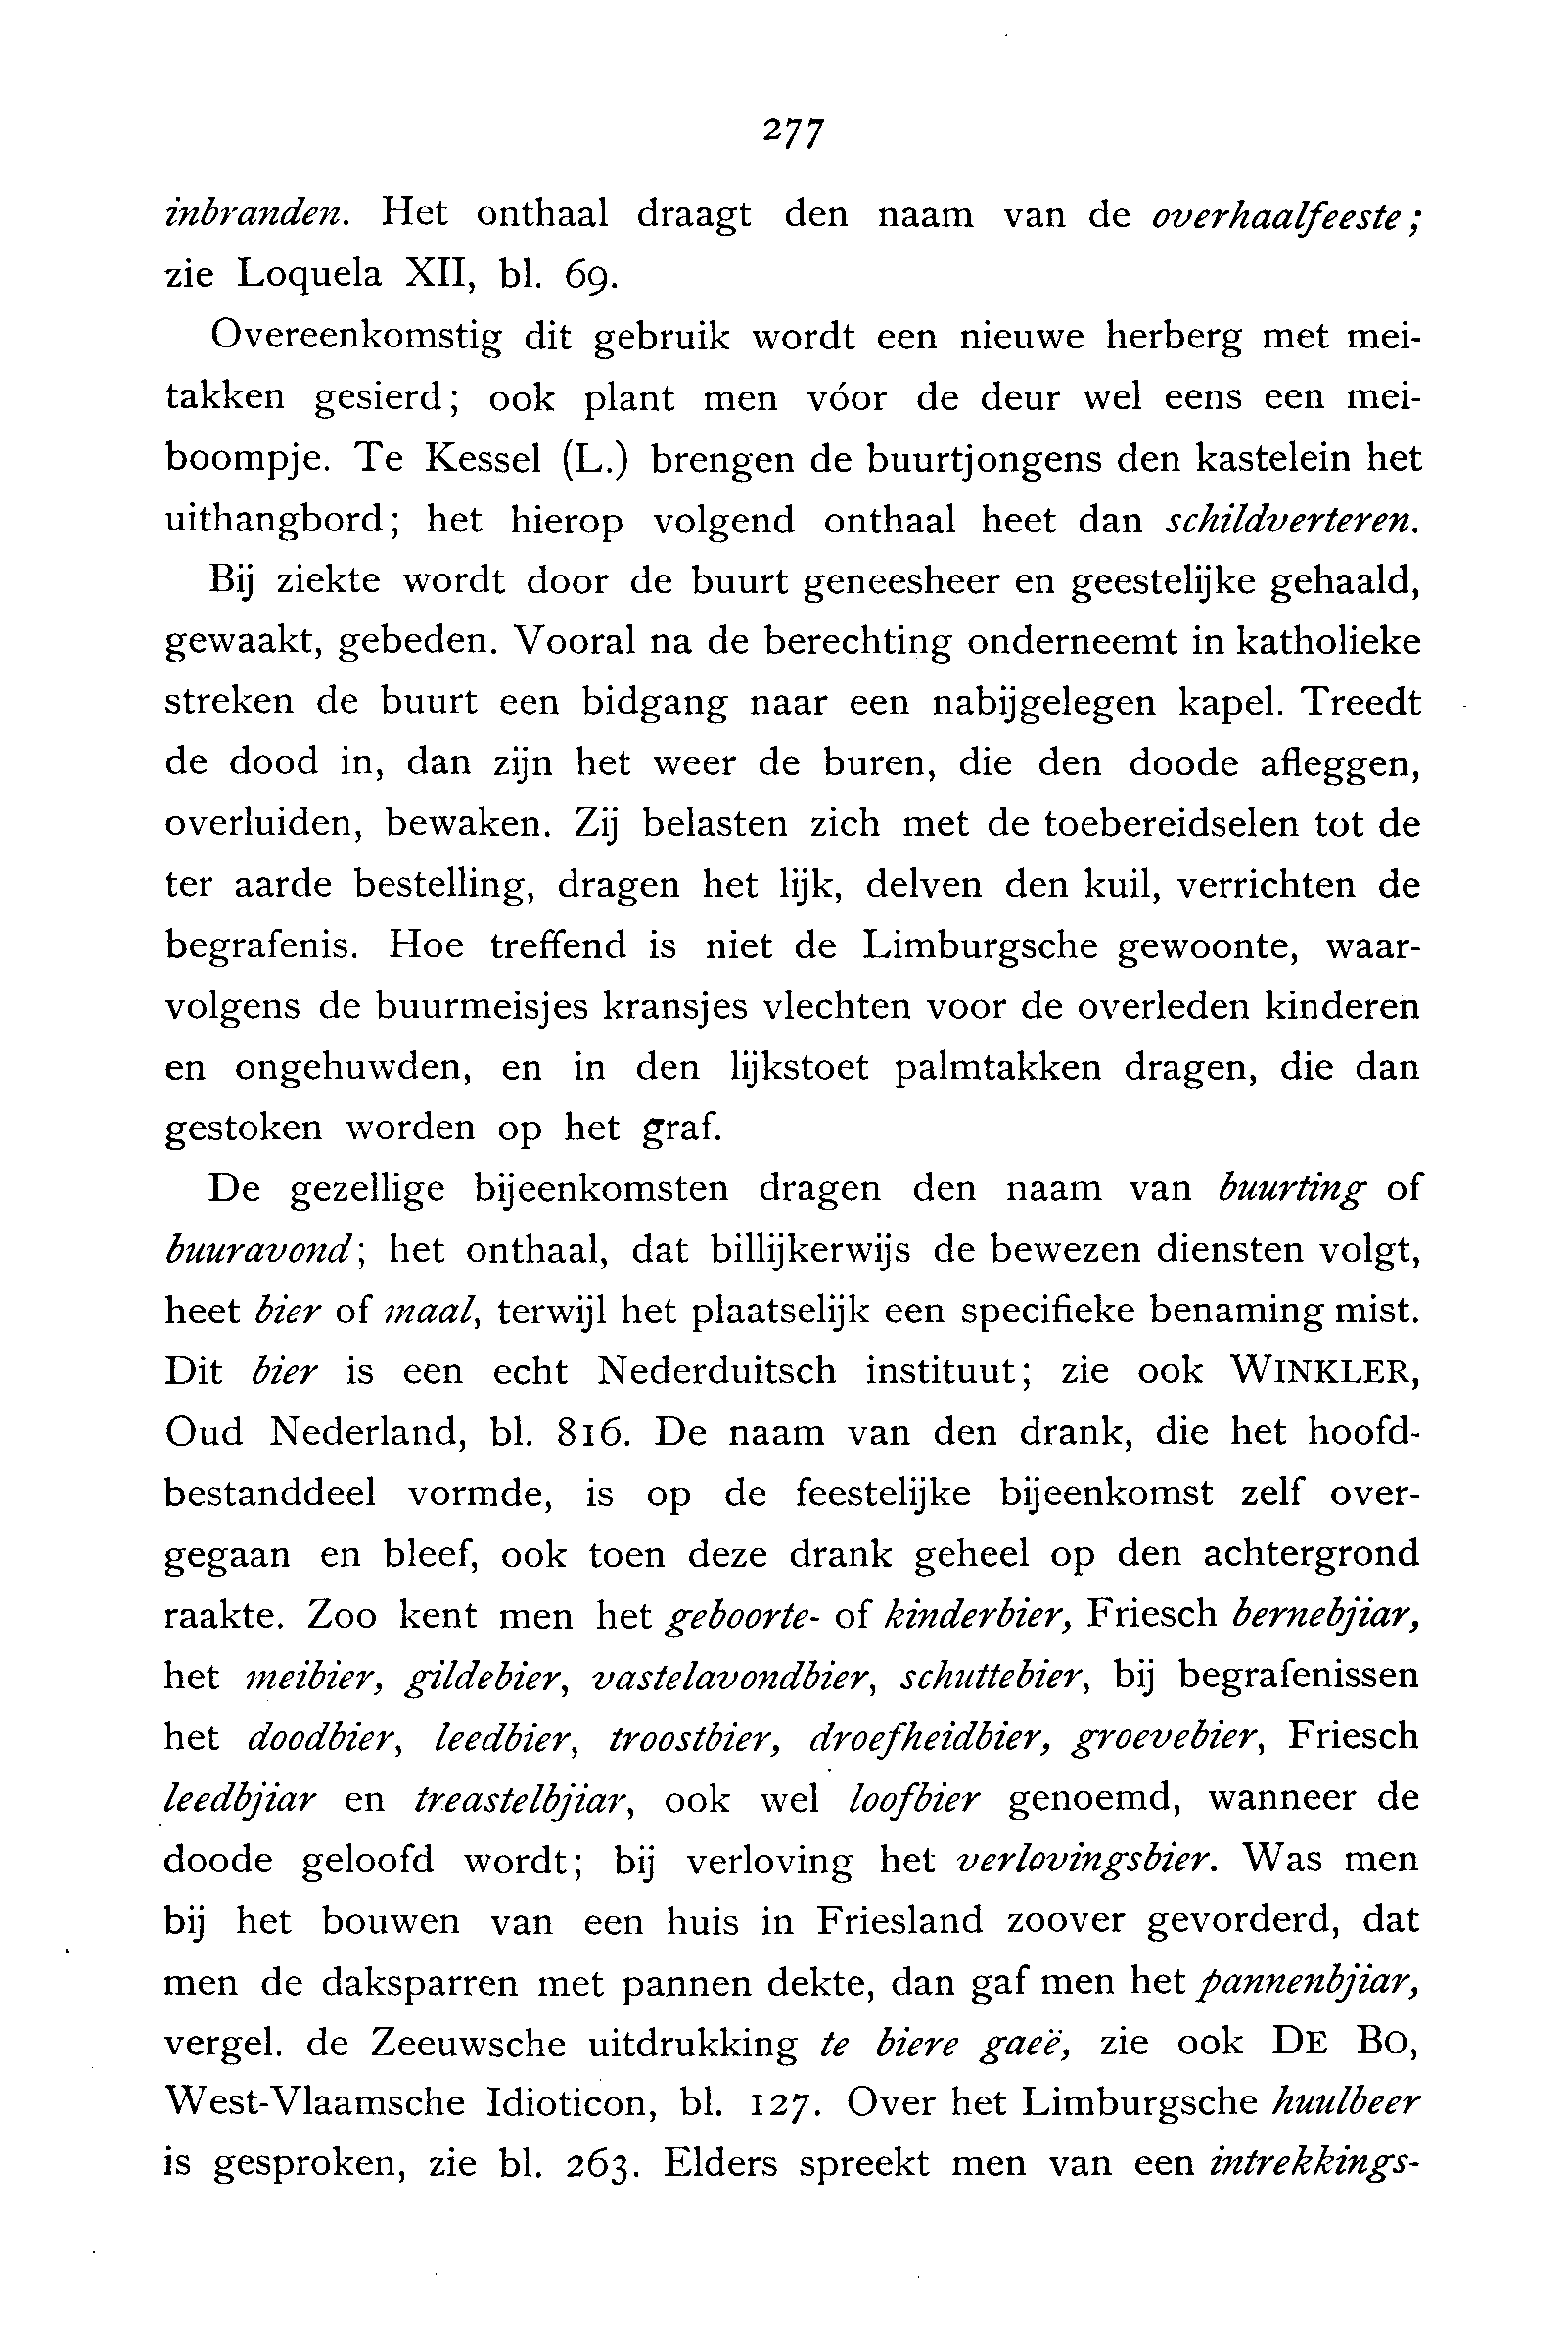 277
inbranden. Het onthaal draagt den naam van de overhaalfeeste;
zie Loquela XII, bl. 69.
Overeenkomstig dit gebruik wordt een nieuwe herberg met mei-
takken gesierd; ook plant men vóor de deur wel eens een mei-
boompje. Te Kessel (L.) brengen de buurtjongens den kastelein het
uithangbord; het hierop volgend onthaal heet dan schildverteren.
Bij ziekte wordt door de buurt geneesheer en geestelijke gehaald,
gewaakt, gebeden. Vooral na de berechting onderneemt in katholieke
streken de buurt een bidgang naar een nabijgelegen kapel. Treedt
de dood in, dan zijn het weer de buren, die den doode afleggen,
overluiden, bewaken. Zij belasten zich met de toebereidselen tot de
ter aarde bestelling, dragen het lijk, delven den kuil, verrichten de
begrafenis. Hoe treffend is niet de Limburgsche gewoonte, waar-
volgens de buurmeisjes kransjes vlechten voor de overleden kinderen
en ongehuwden, en in den lijkstoet palmtakken dragen, die dan
gestoken worden op het graf.
De gezellige bijeenkomsten dragen den naam van buurting of
buuravond; het onthaal, dat billijkerwijs de bewezen diensten volgt,
heet bier of maal, terwijl het plaatselijk een specifieke benaming mist.
Dit bier is een echt Nederduitsch instituut; zie ook WINKLER,
Oud Nederland, bl. 816. De naam van den drank, die het hoofd-
bestanddeel vormde, is op de feestelijke bijeenkomst zelf over-
gegaan en bleef, ook toen deze drank geheel op den achtergrond
raakte. Zoo kent men het geboorte- of kinderbier, Friesch bernebjiar,
het meibier, gildebier, vastelavondbier, schuttebier, bij begrafenissen
het doodbier, leedbier, troostbier, droefheidbier, groevebier, Friesch
leedbjiar en treastelbjiar, ook wel loofbier genoemd, wanneer de
doode geloofd wordt; bij verloving het verlovingsbier. Was men
bij het bouwen van een huis in Friesland zoover gevorderd, dat
men de daksparren met pannen dekte, dan gaf men het pannenbjiar,
vergel. de Zeeuwsche uitdrukking te biere gaeë, zie ook DE BO,
West-Vlaamsche Idioticon, bl. 127. Over het Limburgsche huulbeer
is gesproken, zie bl. 263. Elders spreekt men van een intrekkings-